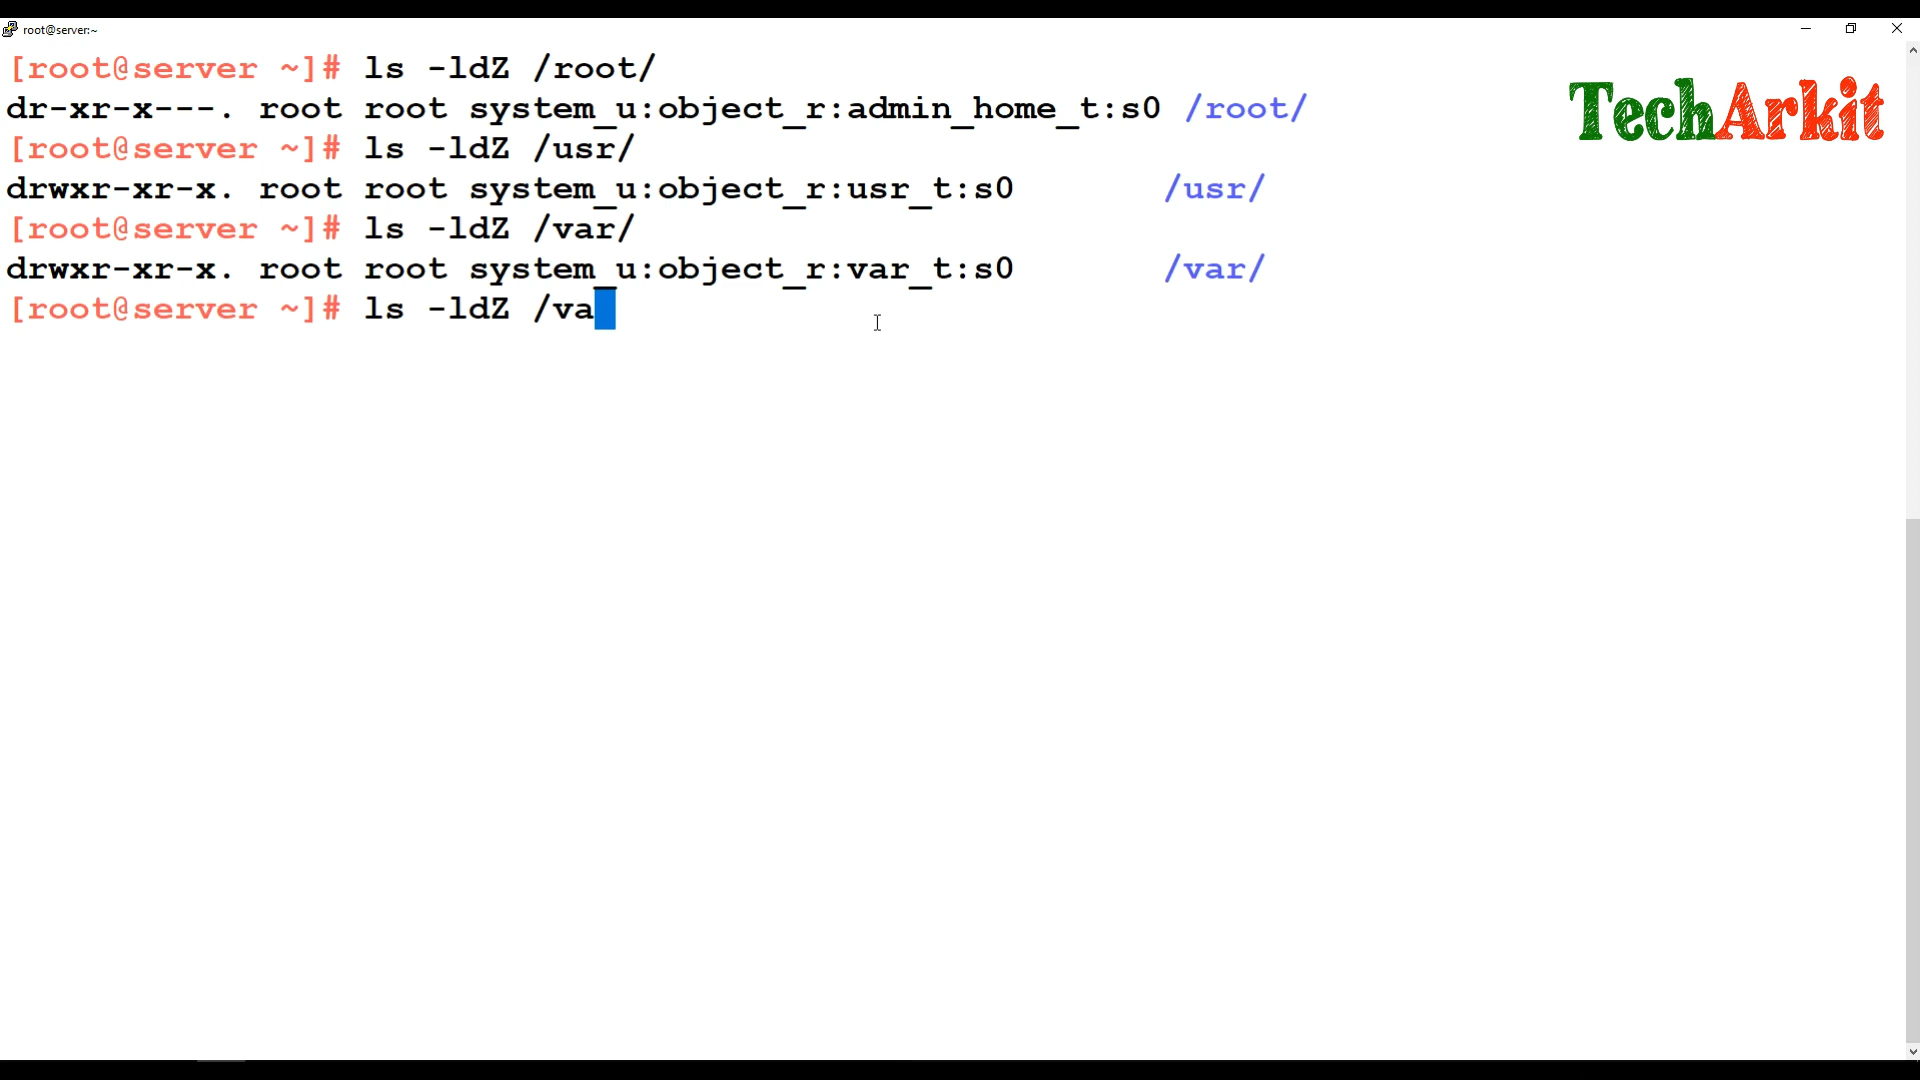 root@server:~
[root@server ~]# ls -ldZ /root/
dr-xr-x---. root root system_u:object_r:admin_home_t:s0 /root/
[root@server ~]# ls -ldZ /usr/
drwxr-xr-x. root root system_u:object_r:usr_t:s0       /usr/
[root@server ~]# ls -ldZ /var/
drwxr-xr-x. root root system_u:object_r:var_t:s0       /var/
[root@server ~]# ls -ldZ /va
TechArkit